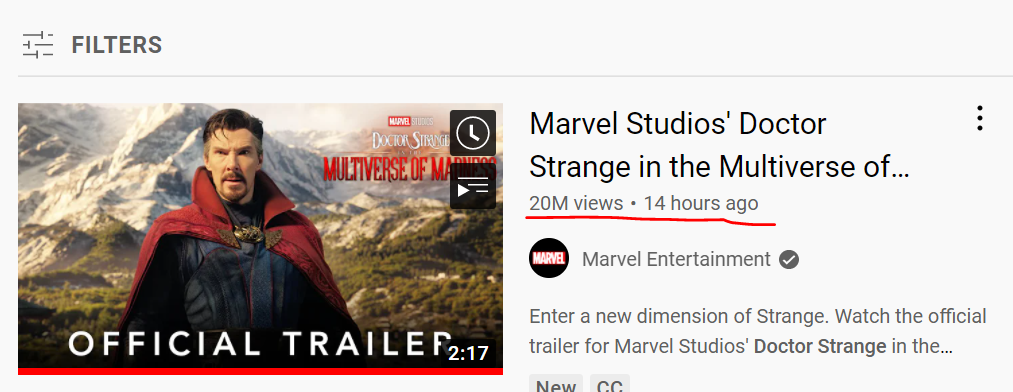 FILTERS
MARVEL STUDIOS
DOCTOR STRANGE
MULTIVERSE OF MADNESS
OFFICIAL TRAILER
2:17
Marvel Studios' Doctor
Strange in the Multiverse of...
20M views • 14 hours ago
MARVEL
Marvel Entertainment
Enter a new dimension of Strange. Watch the official
trailer for Marvel Studios' Doctor Strange in the...
New CC